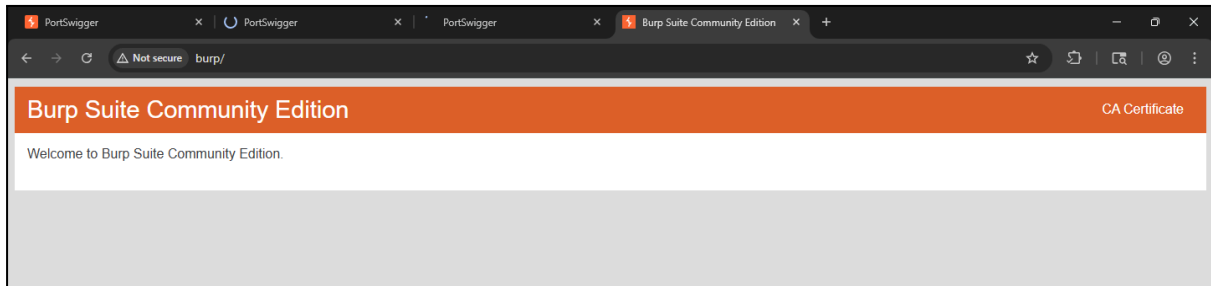 PortSwigger PortSwigger PortSwigger Burp Suite Community Edition
Not secure burp/
Burp Suite Community Edition CA Certificate
Welcome to Burp Suite Community Edition.